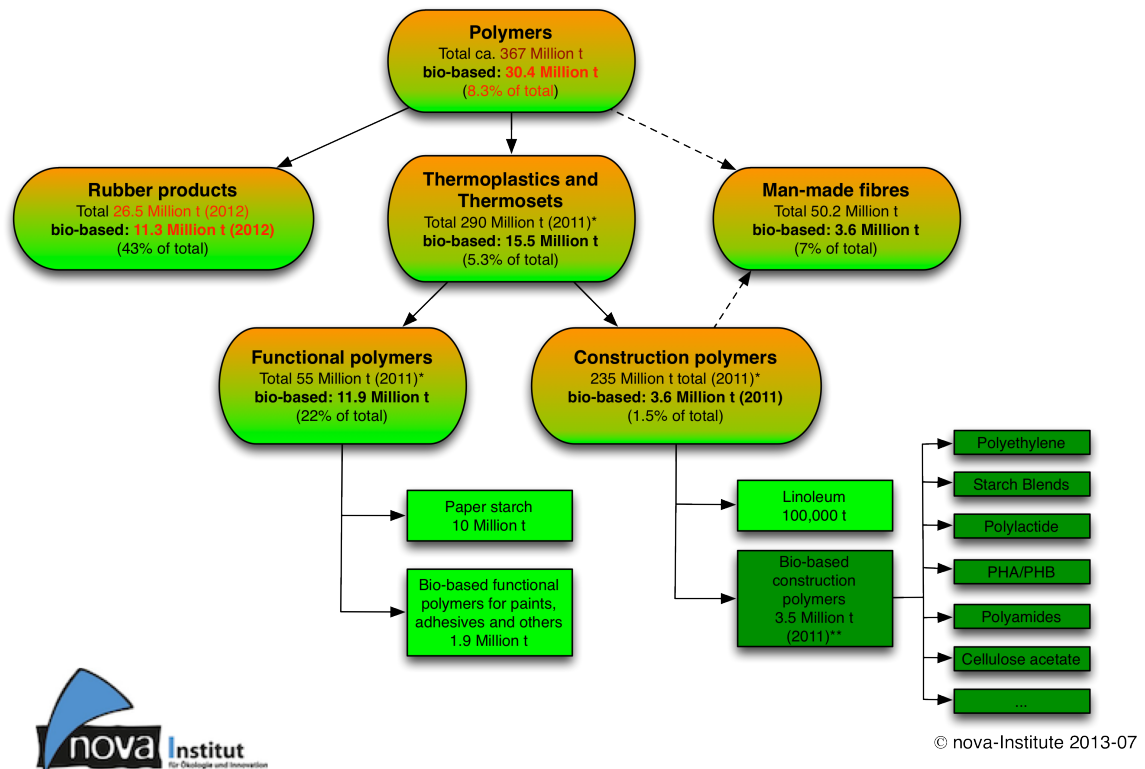 Polymers
Total ca. 367 Million t
bio-based: 30.4 Million t
(8.3% of total)
Rubber products
Total 26.5 Million t (2012)
bio-based: 11.3 Million t (2012)
(43% of total)
Thermoplastics and
Thermosets
Total 290 Million t (2011)*
bio-based: 15.5 Million t
(5.3% of total)
Man-made fibres
Total 50.2 Million t
bio-based: 3.6 Million t
(7% of total)
Functional polymers
Total 55 Million t (2011)*
bio-based: 11.9 Million t
(22% of total)
Construction polymers
235 Million t total (2011)*
bio-based: 3.6 Million t (2011)
(1.5% of total)
Paper starch
10 Million t
Bio-based functional
polymers for paints,
adhesives and others
1.9 Million t
Linoleum
100,000 t
Bio-based
construction
polymers
3.5 Million t
(2011)**
Polyethylene
Starch Blends
Polylactide
PHA/PHB
Polyamides
Cellulose acetate
...
nova Institut
für Ökologie und Innovation
© nova-Institute 2013-07